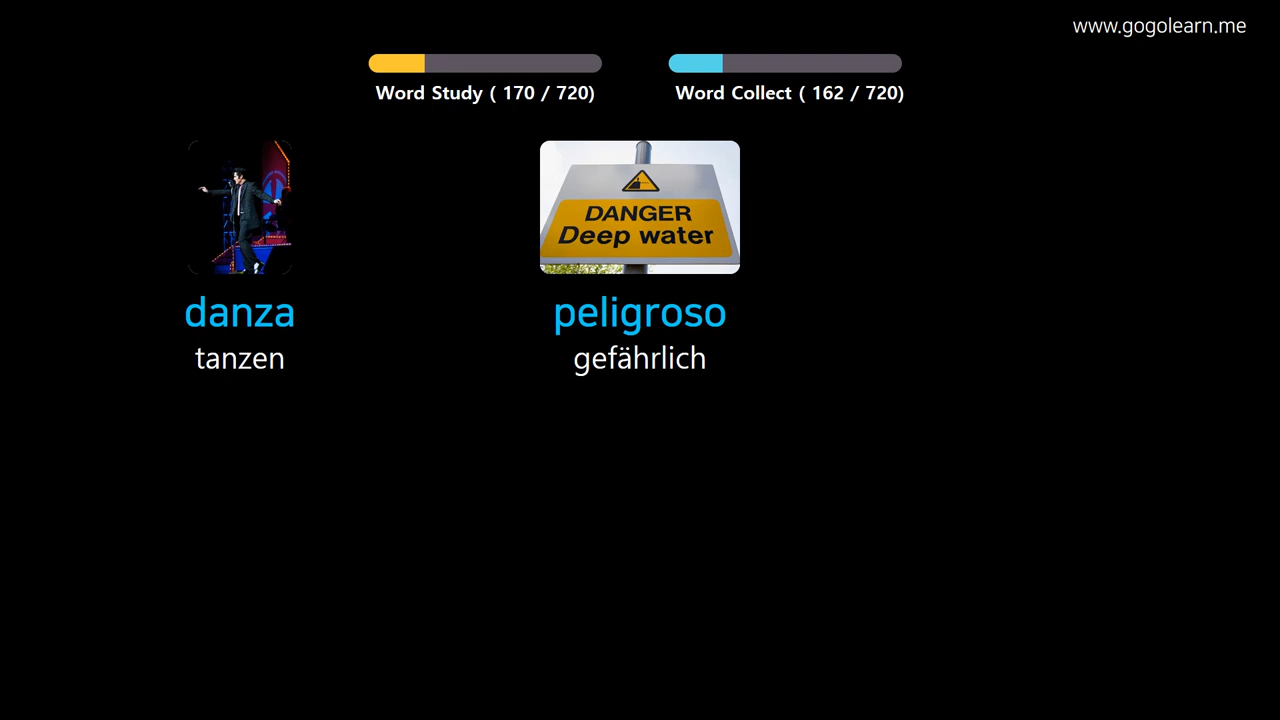 www.gogolearn.me
Word Study ( 170 / 720)
Word Collect ( 162 / 720)
DANGER
Deep water
danza
peligroso
tanzen
gefährlich